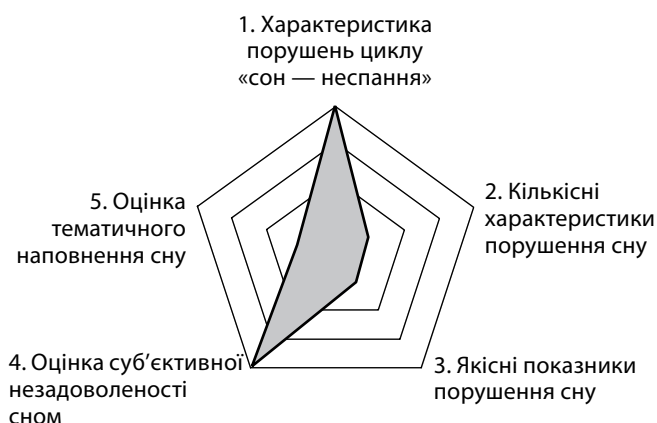 1. Характеристика
порушень циклу
«сон — неспання»
2. Кількісні
характеристики
порушення сну
3. Якісні показники
порушення сну
4. Оцінка суб’єктивної
незадоволеності
сном
5. Оцінка
тематичного
наповнення сну